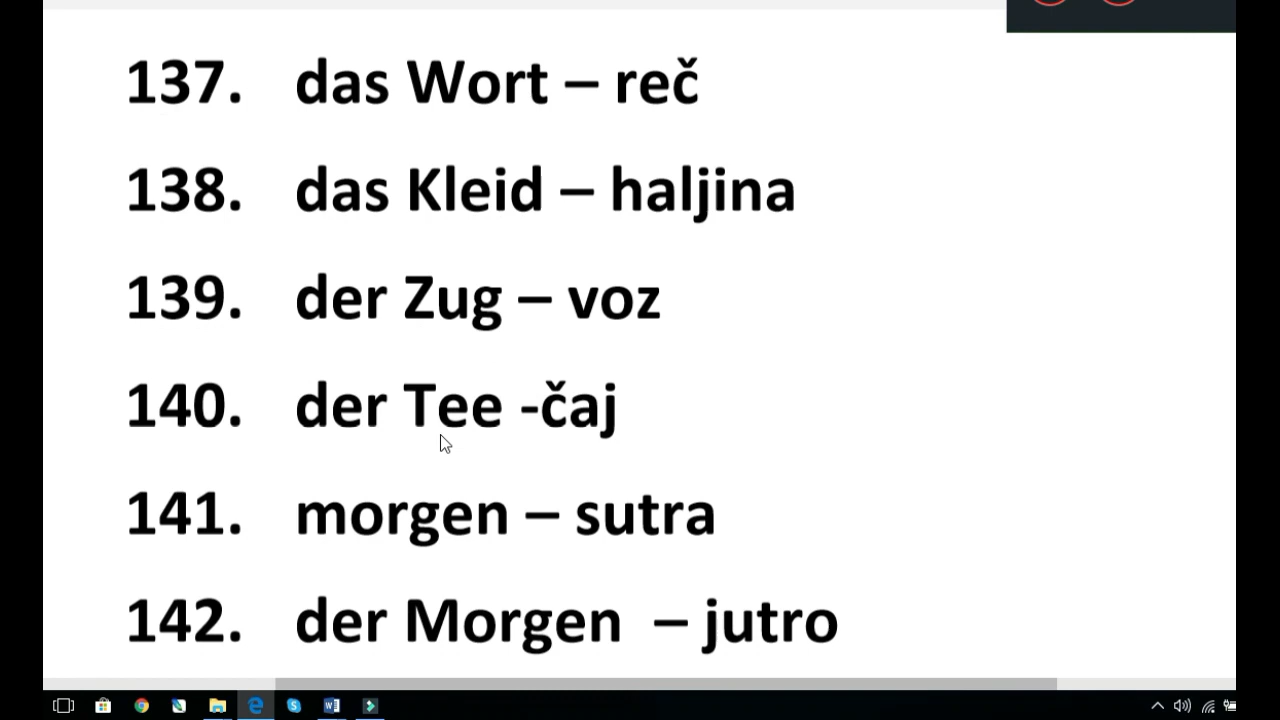 137. das Wort – reč
138. das Kleid – haljina
139. der Zug – voz
140. der Tee -čaj
141. morgen – sutra
142. der Morgen – jutro